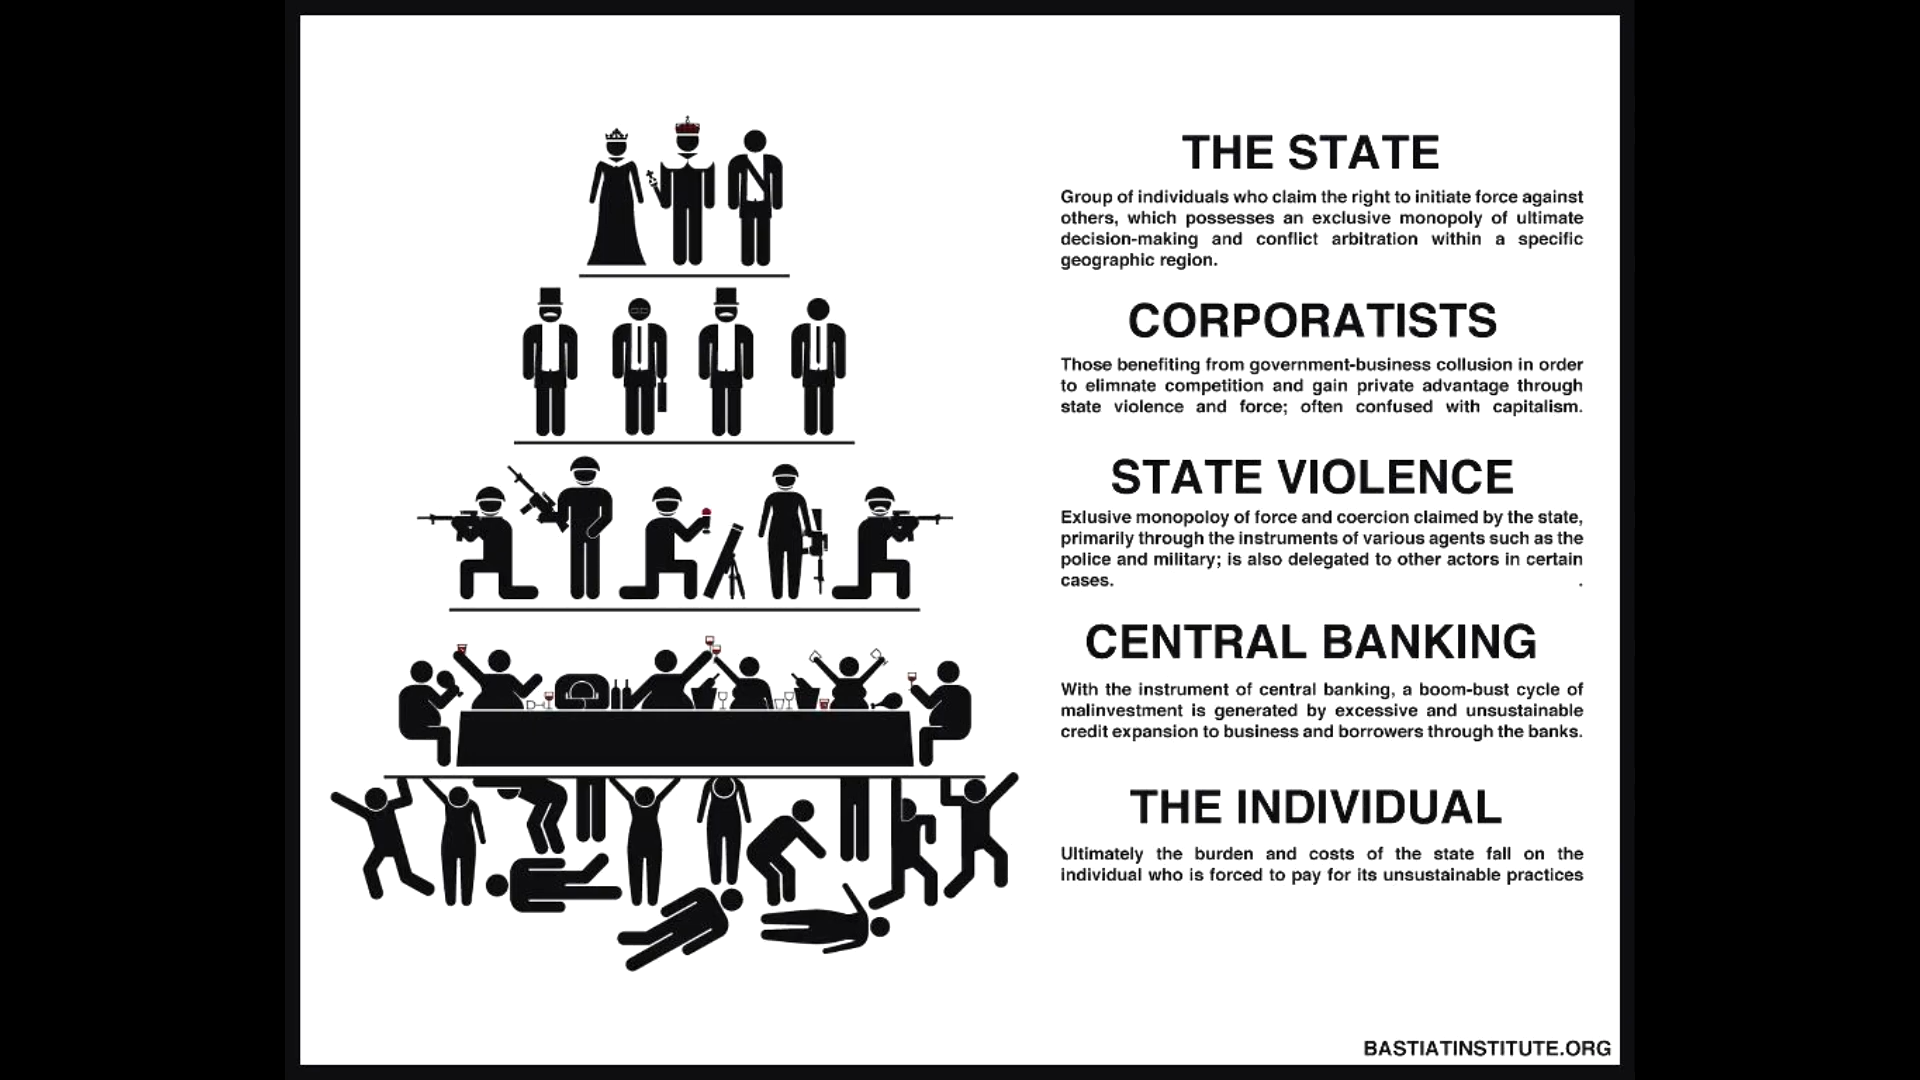 THE STATE
Group of individuals who claim the right to initiate force against
others, which possesses an exclusive monopoly of ultimate
decision-making and conflict arbitration within a specific
geographic region.
CORPORATISTS
Those benefiting from government-business collusion in order
to elimnate competition and gain private advantage through
state violence and force; often confused with capitalism.
STATE VIOLENCE
Exlusive monopoloy of force and coercion claimed by the state,
primarily through the instruments of various agents such as the
police and military; is also delegated to other actors in certain
cases. .
CENTRAL BANKING
With the instrument of central banking, a boom-bust cycle of
malinvestment is generated by excessive and unsustainable
credit expansion to business and borrowers through the banks.
THE INDIVIDUAL
Ultimately the burden and costs of the state fall on the
individual who is forced to pay for its unsustainable practices
BASTIATINSTITUTE.ORG